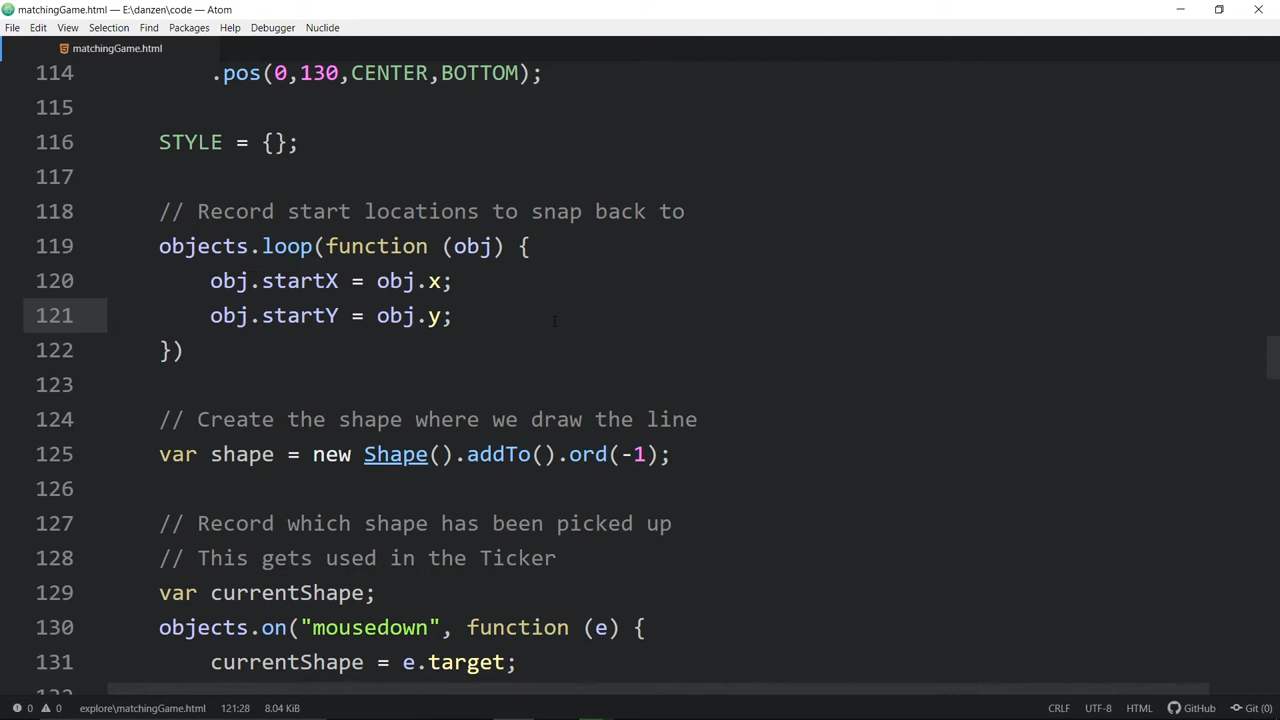 matchingGame.html — E:\danzen\code — Atom
File Edit View Selection Find Packages Help Debugger Nuclide
matchingGame.html
114 .pos(0,130,CENTER,BOTTOM);
115
116 STYLE = {};
117
118 // Record start locations to snap back to
119 objects.loop(function (obj) {
120 obj.startX = obj.x;
121 obj.startY = obj.y;
122 })
123
124 // Create the shape where we draw the line
125 var shape = new Shape().addTo().ord(-1);
126
127 // Record which shape has been picked up
128 // This gets used in the Ticker
129 var currentShape;
130 objects.on("mousedown", function (e) {
131 currentShape = e.target;
0 0 explore\matchingGame.html 121:28 8.04 KiB CRLF UTF-8 HTML GitHub Git (0)